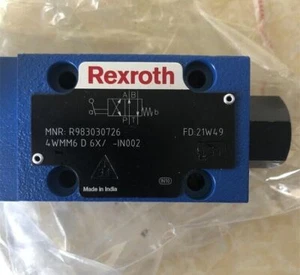 Rexroth
A B
P T
b
MNR: R983030726
FD:21W49
4WMM6 D 6X/ -IN002
Made in India